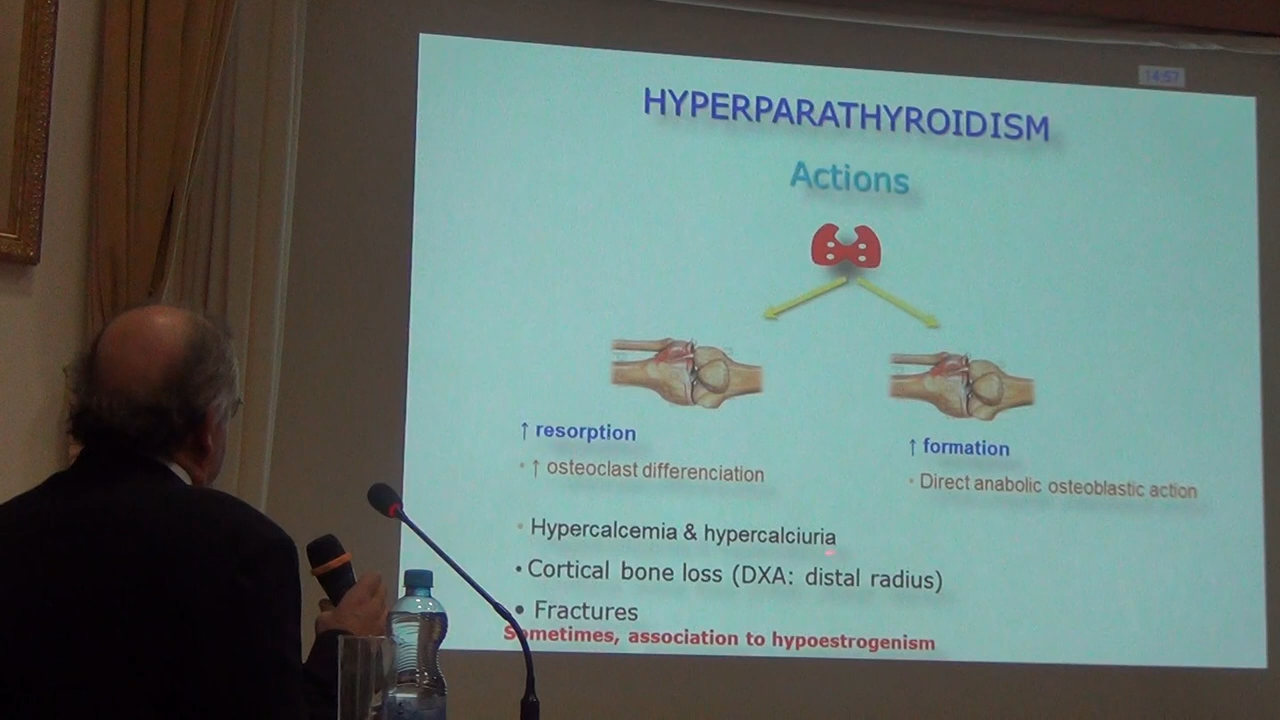 14:57
HYPERPARATHYROIDISM
Actions
↑ resorption
• ↑ osteoclast differenciation
↑ formation
• Direct anabolic osteoblastic action
• Hypercalcemia & hypercalciuria
• Cortical bone loss (DXA: distal radius)
• Fractures
Sometimes, association to hypoestrogenism